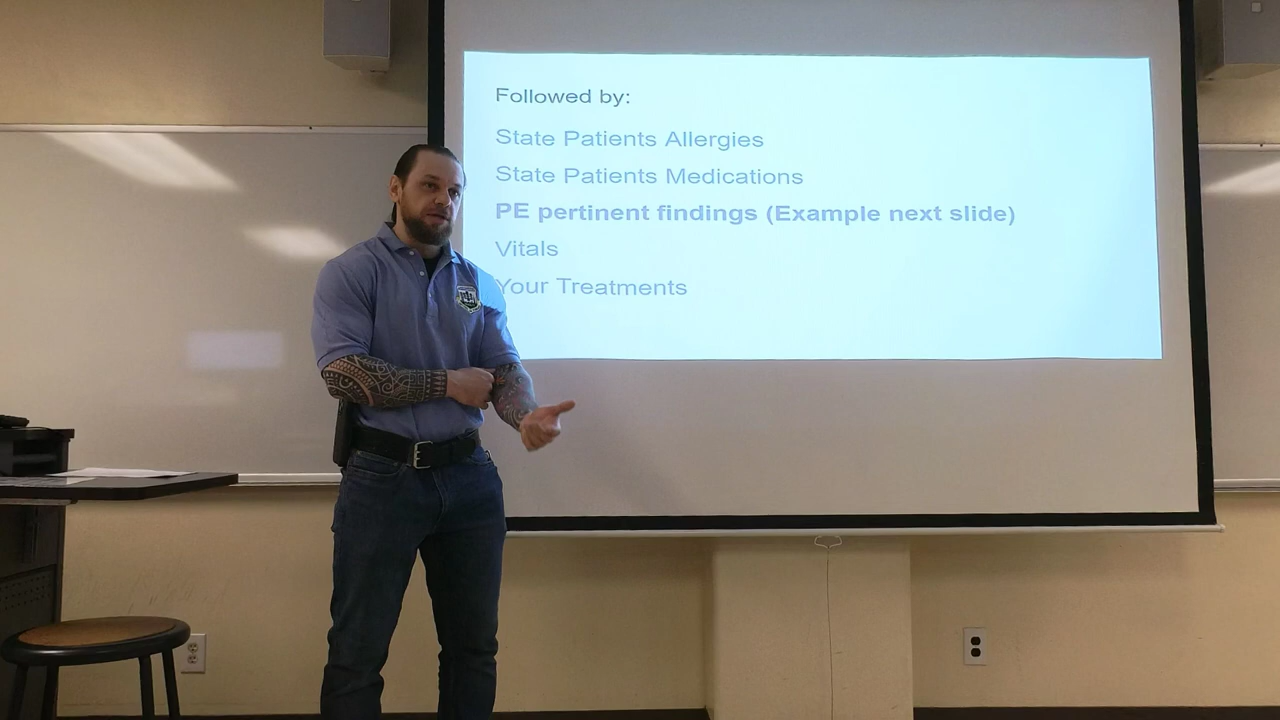 Followed by:
State Patients Allergies
State Patients Medications
PE pertinent findings (Example next slide)
Vitals
Your Treatments